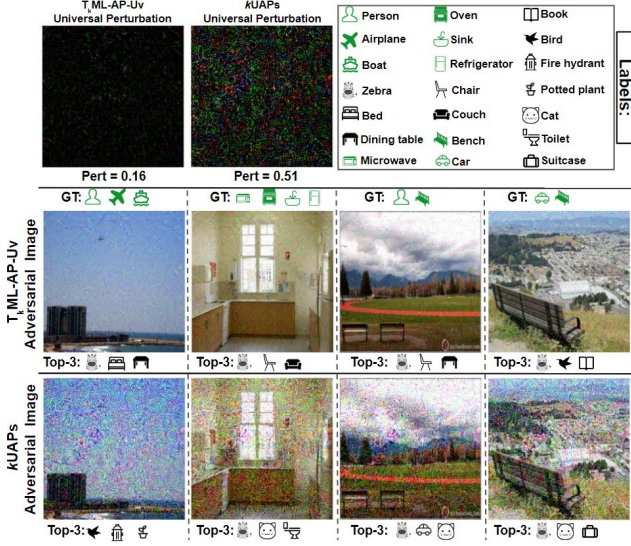 TkML-AP-Uv
Universal Perturbation
kUAPs
Universal Perturbation
Pert = 0.16
Pert = 0.51
Person
Oven
Book
Airplane
Sink
Bird
Boat
Refrigerator
Fire hydrant
Zebra
Chair
Potted plant
Bed
Couch
Cat
Dining table
Bench
Toilet
Microwave
Car
Suitcase
Labels:
GT:
GT:
GT:
GT:
TkML-AP-Uv
Adversarial Image
Top-3:
Top-3:
Top-3:
Top-3:
kUAPs
Adversarial Image
Top-3:
Top-3:
Top-3:
Top-3: